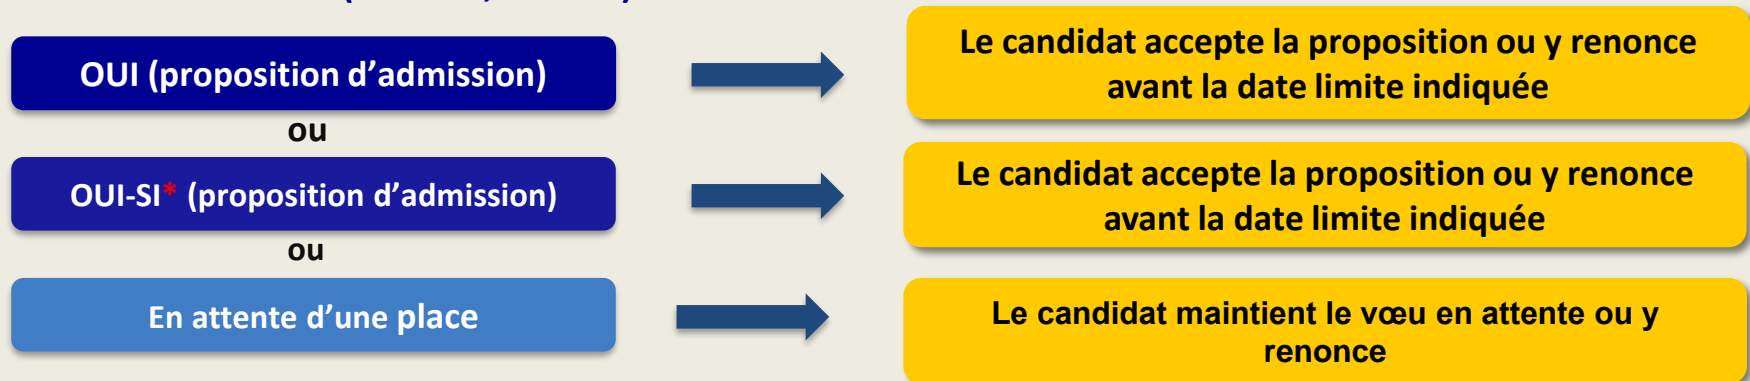 OUI (proposition d’admission)
Le candidat accepte la proposition ou y renonce
avant la date limite indiquée
ou
OUI-SI* (proposition d’admission)
Le candidat accepte la proposition ou y renonce
avant la date limite indiquée
ou
En attente d’une place
Le candidat maintient le vœu en attente ou y
renonce